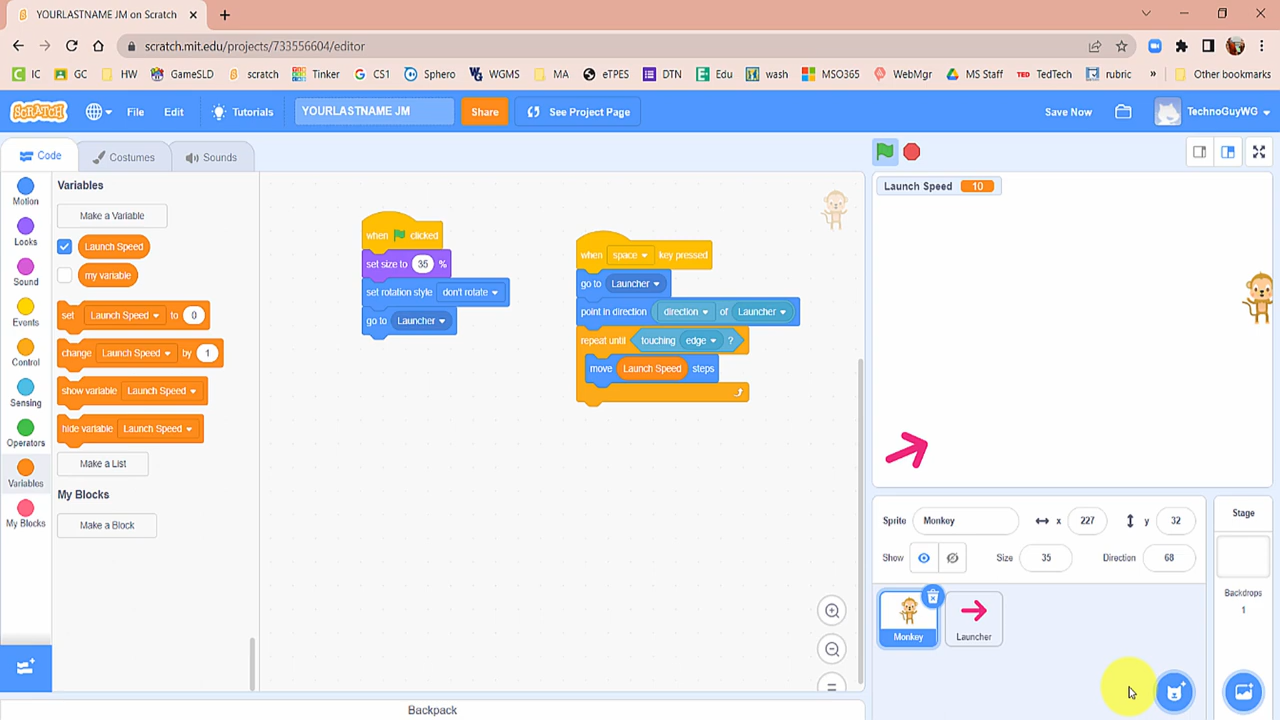 YOURLASTNAME JM on Scratch
scratch.mit.edu/projects/733556604/editor
IC GC HW GameSLD scratch Tinker CS1 Sphero WGMS MA eTPES DTN Edu wash MSO365 WebMgr MS Staff TED TedTech rubric » Other bookmarks
SCRATCH File Edit Tutorials YOURLASTNAME JM Share See Project Page Save Now TechnoGuyWG
Code Costumes Sounds
Motion
Looks
Sound
Events
Control
Sensing
Operators
Variables
My Blocks
Variables
Make a Variable
Launch Speed
my variable
set Launch Speed to 0
change Launch Speed by 1
show variable Launch Speed
hide variable Launch Speed
Make a List
My Blocks
Make a Block
when clicked
set size to 35 %
set rotation style don't rotate
go to Launcher
when space key pressed
go to Launcher
point in direction direction of Launcher
repeat until touching edge ?
move Launch Speed steps
Launch Speed 10
Sprite Monkey x 227 y 32
Show Size 35 Direction 68
Monkey
Launcher
Stage
Backdrops
1
Backpack